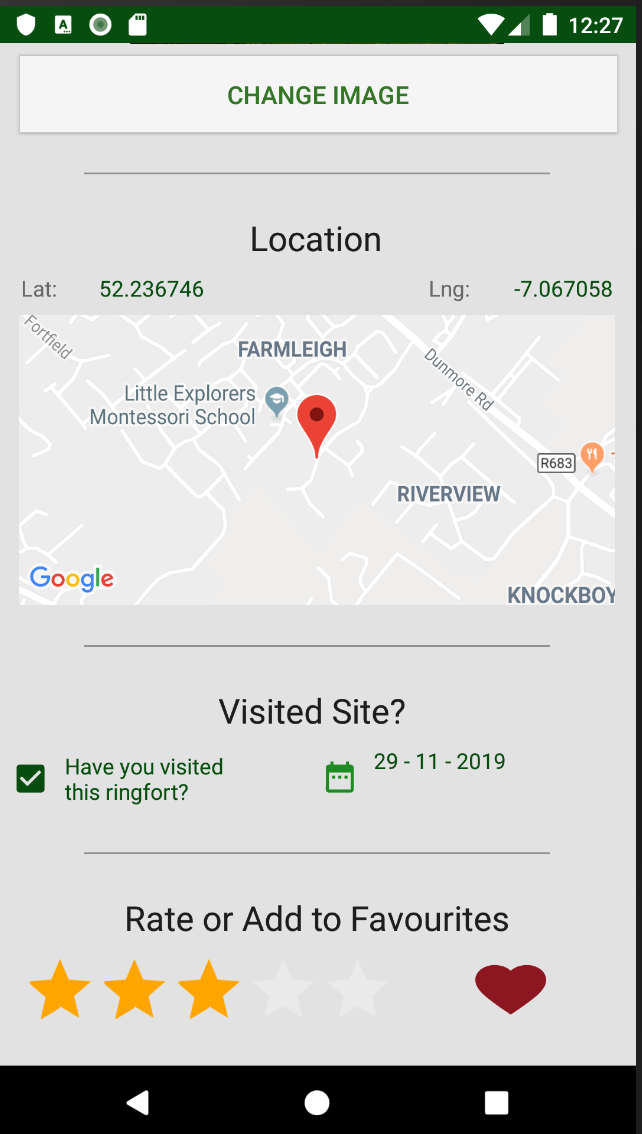 12:27
CHANGE IMAGE
Location
Lat: 52.236746 Lng: -7.067058
Fortfield
FARMLEIGH
Dunmore Rd
Little Explorers
Montessori School
R683
RIVERVIEW
Google
KNOCKBOY
Visited Site?
Have you visited
this ringfort?
29 - 11 - 2019
Rate or Add to Favourites